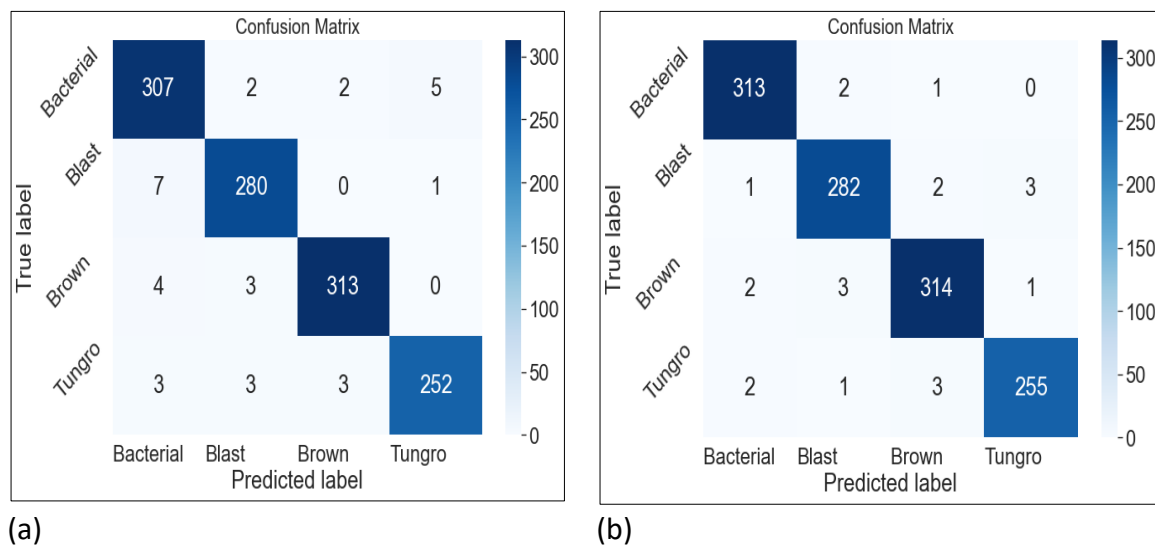 Confusion Matrix
Bacterial 307 2 2 5 300
250
Blast 7 280 0 1 200
True label
150
Brown 4 3 313 0 100
Tungro 3 3 3 252 50
0
Bacterial Blast Brown Tungro
Predicted label
(a)
Confusion Matrix
Bacterial 313 2 1 0 300
250
Blast 1 282 2 3 200
True label
150
Brown 2 3 314 1 100
Tungro 2 1 3 255 50
0
Bacterial Blast Brown Tungro
Predicted label
(b)